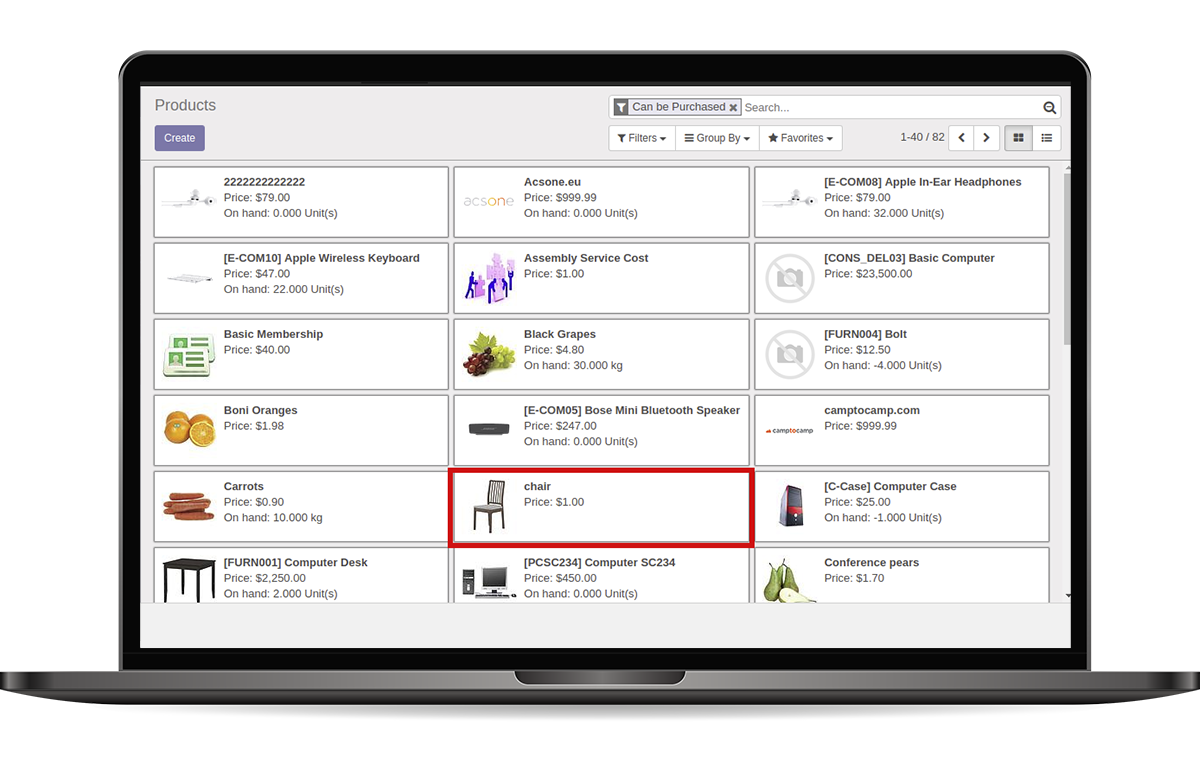 Products
Can be Purchased
Search...
Create
Filters
Group By
Favorites
1-40 / 82
2222222222222
Price: $79.00
On hand: 0.000 Unit(s)
acsone
Acsone.eu
Price: $999.99
On hand: 0.000 Unit(s)
[E-COM08] Apple In-Ear Headphones
Price: $79.00
On hand: 32.000 Unit(s)
[E-COM10] Apple Wireless Keyboard
Price: $47.00
On hand: 22.000 Unit(s)
Assembly Service Cost
Price: $1.00
[CONS_DEL03] Basic Computer
Price: $23,500.00
Basic Membership
Price: $40.00
Black Grapes
Price: $4.80
On hand: 30.000 kg
[FURN004] Bolt
Price: $12.50
On hand: -4.000 Unit(s)
Boni Oranges
Price: $1.98
[E-COM05] Bose Mini Bluetooth Speaker
Price: $247.00
On hand: 0.000 Unit(s)
camptocamp
camptocamp.com
Price: $999.99
Carrots
Price: $0.90
On hand: 10.000 kg
chair
Price: $1.00
[C-Case] Computer Case
Price: $25.00
On hand: -1.000 Unit(s)
[FURN001] Computer Desk
Price: $2,250.00
On hand: 2.000 Unit(s)
[PCSC234] Computer SC234
Price: $450.00
On hand: 0.000 Unit(s)
Conference pears
Price: $1.70